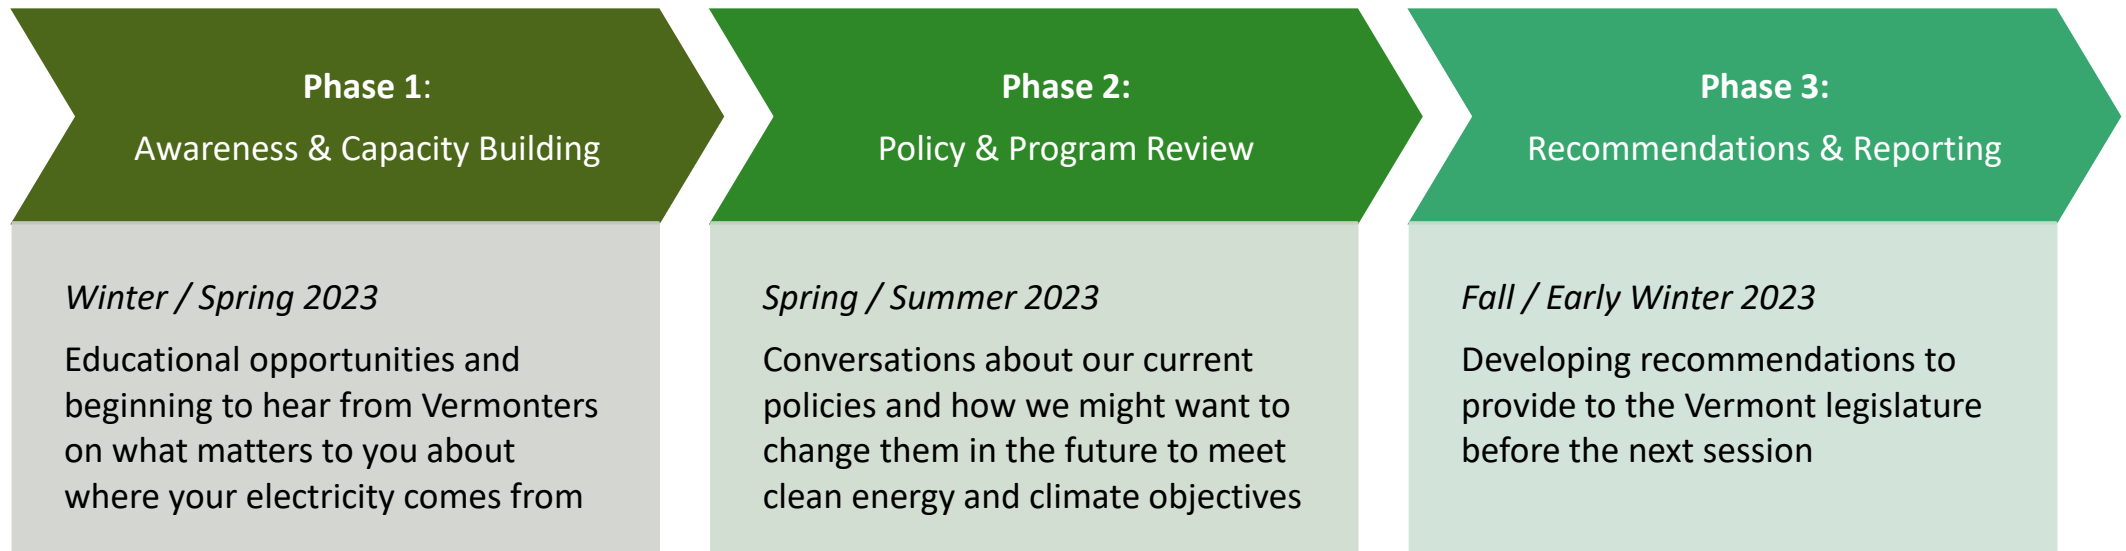 Phase 1:
Awareness & Capacity Building
Winter / Spring 2023
Educational opportunities and
beginning to hear from Vermonters
on what matters to you about
where your electricity comes from
Phase 2:
Policy & Program Review
Spring / Summer 2023
Conversations about our current
policies and how we might want to
change them in the future to meet
clean energy and climate objectives
Phase 3:
Recommendations & Reporting
Fall / Early Winter 2023
Developing recommendations to
provide to the Vermont legislature
before the next session